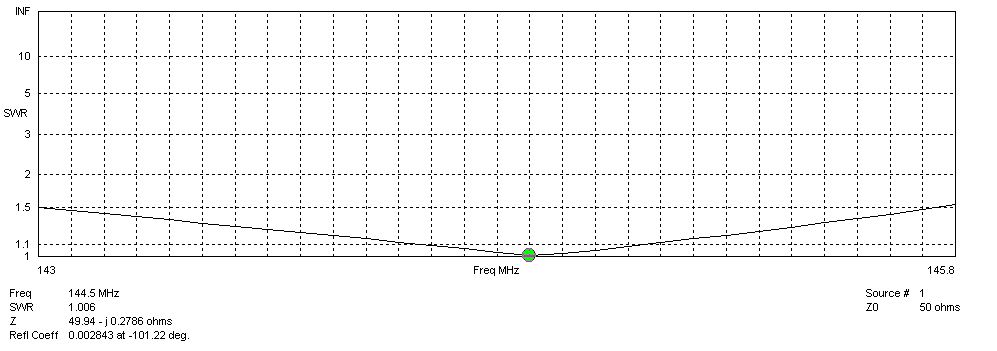 INF
10
5
SWR
3
2
1.5
1.1
1
143 Freq MHz 145.8
Freq 144.5 MHz Source # 1
SWR 1.006 Z0 50 ohms
Z 49.94 - j 0.2786 ohms
Refl Coeff 0.002843 at -101.22 deg.